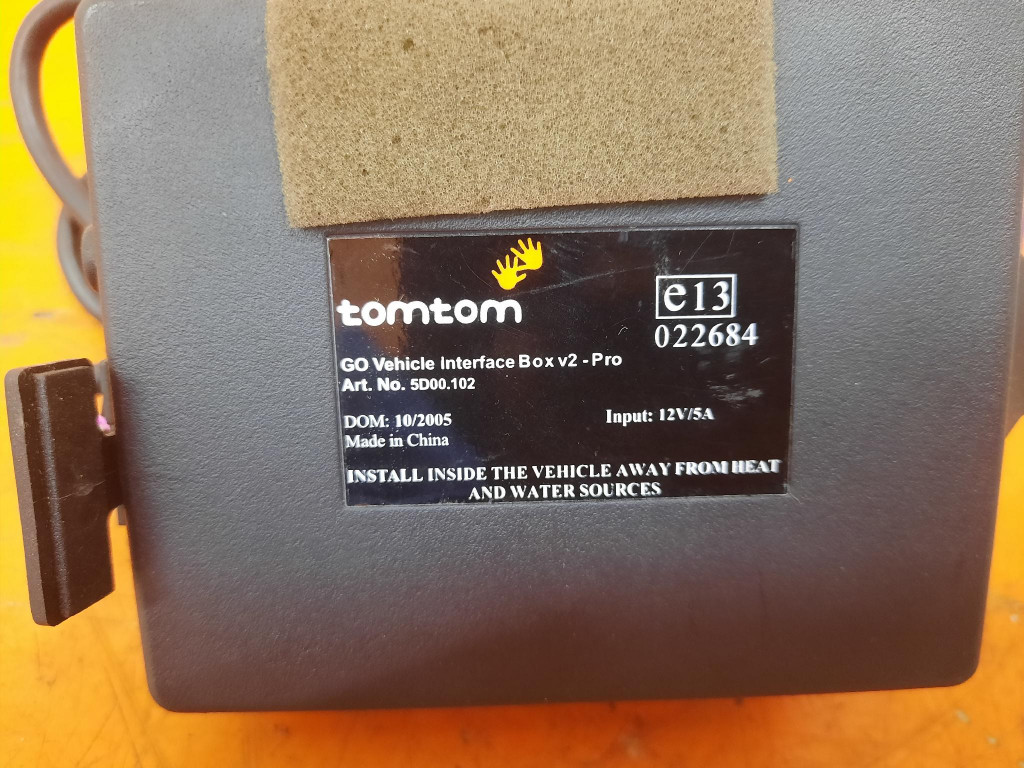 tomtom
e13
022684
GO Vehicle Interface Box v2 - Pro
Art. No. 5D00.102
DOM: 10/2005
Input: 12V/5A
Made in China
INSTALL INSIDE THE VEHICLE AWAY FROM HEAT
AND WATER SOURCES